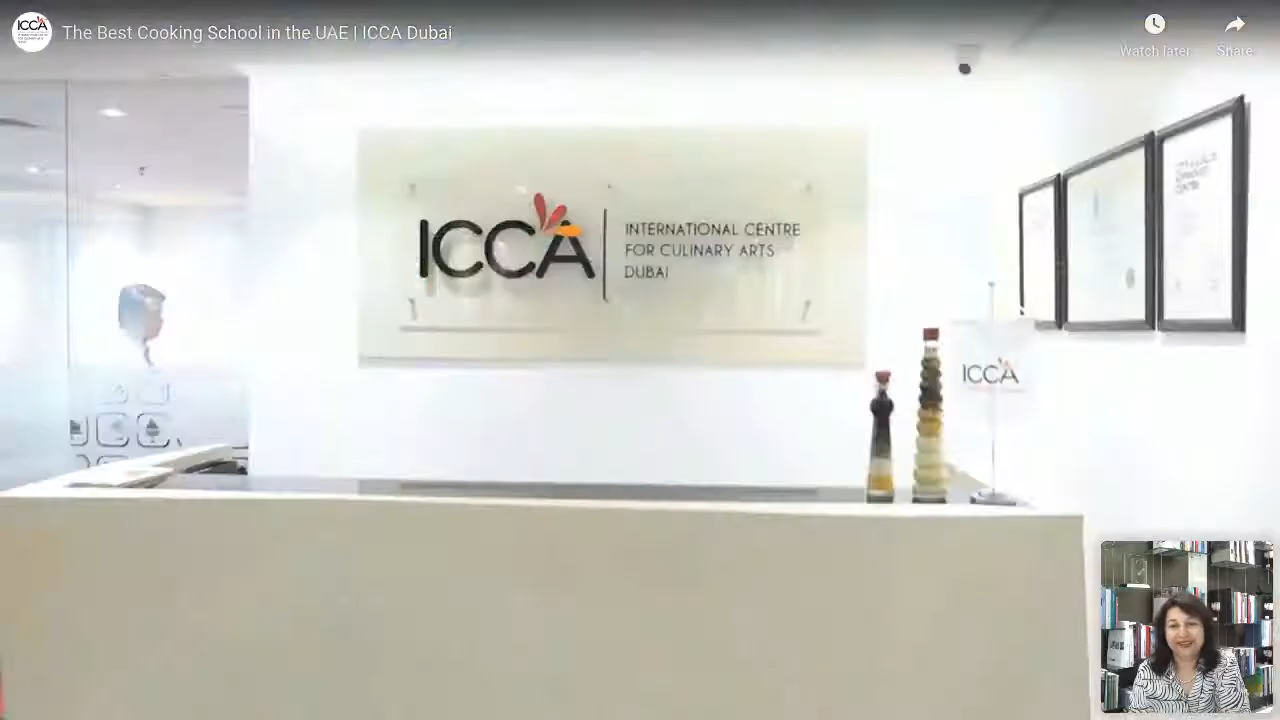 ICCA
The Best Cooking School in the UAE | ICCA Dubai
Watch later
Share
ICCA
INTERNATIONAL CENTRE
FOR CULINARY ARTS
DUBAI
ICCA